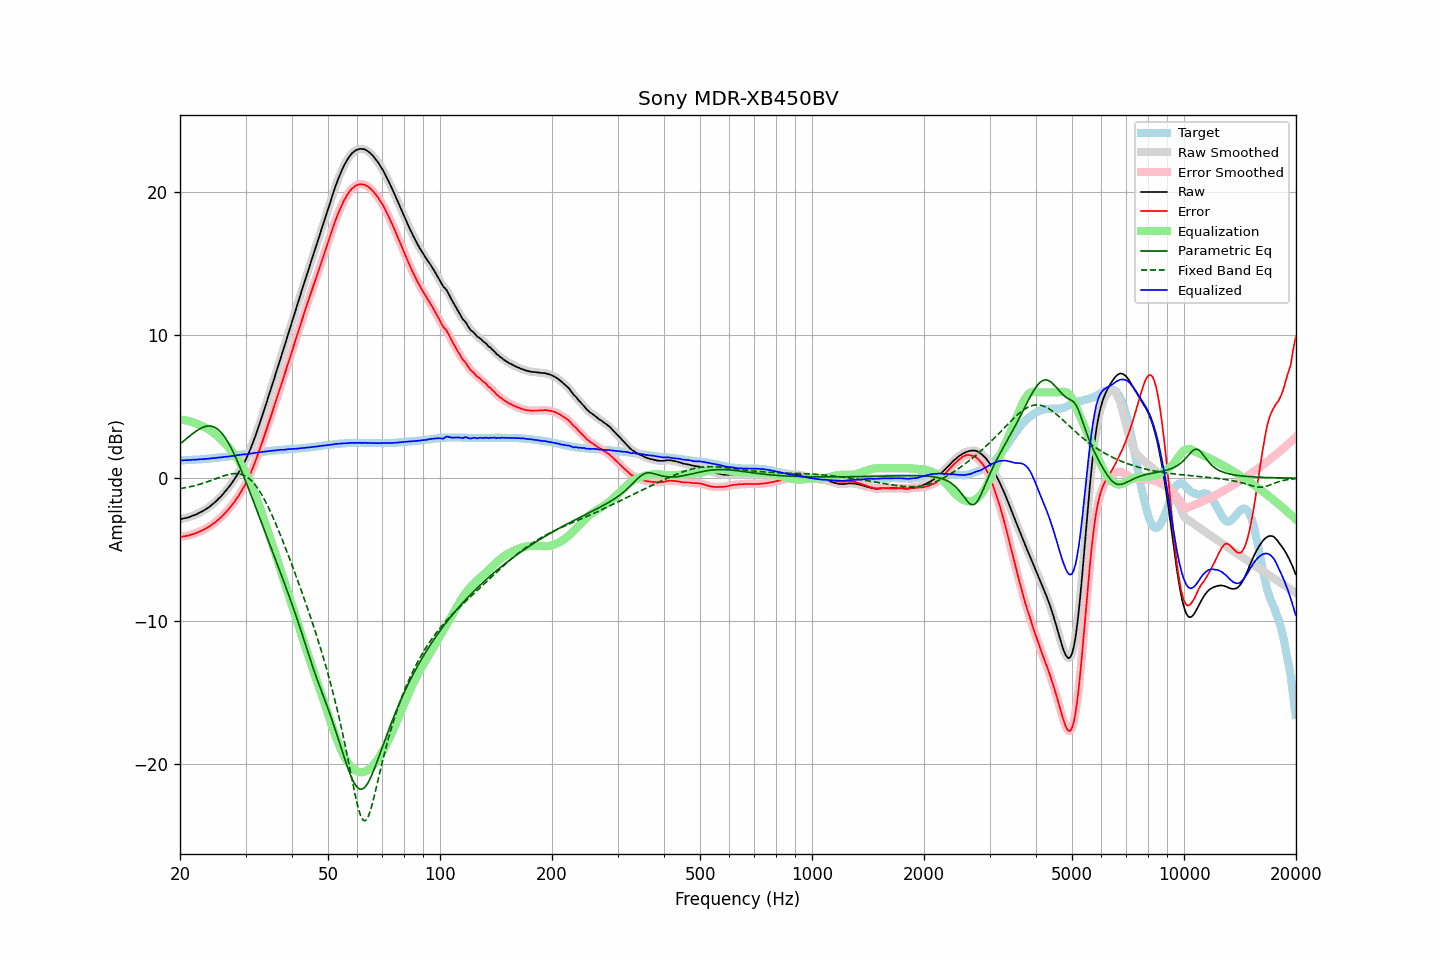 Sony MDR-XB450BV
Target
Raw Smoothed
Error Smoothed
Raw
Error
Equalization
Parametric Eq
Fixed Band Eq
Equalized
Amplitude (dBr)
20
10
0
−10
−20
20 50 100 200 500 1000 2000 5000 10000 20000
Frequency (Hz)